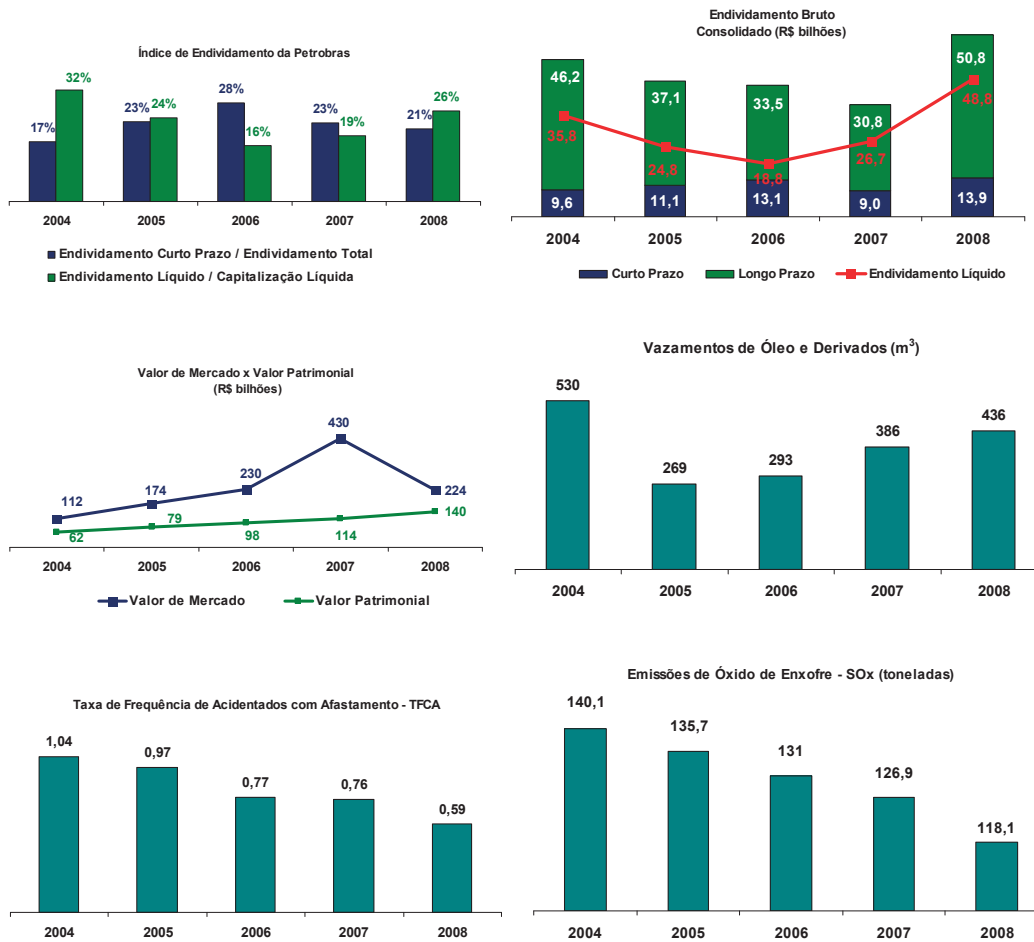 Índice de Endividamento da Petrobras
17%
32%
23%
24%
28%
16%
23%
19%
21%
26%
2004 2005 2006 2007 2008
Endividamento Curto Prazo / Endividamento Total
Endividamento Líquido / Capitalização Líquida
Endividamento Bruto
Consolidado (R$ bilhões)
46,2
37,1
33,5
30,8
50,8
35,8
24,8
18,8
26,7
48,8
9,6
11,1
13,1
9,0
13,9
2004 2005 2006 2007 2008
Curto Prazo Longo Prazo Endividamento Líquido
Valor de Mercado x Valor Patrimonial
(R$ bilhões)
112
174
230
430
224
62
79
98
114
140
2004 2005 2006 2007 2008
Valor de Mercado Valor Patrimonial
Vazamentos de Óleo e Derivados (m³)
530
269
293
386
436
2004 2005 2006 2007 2008
Taxa de Frequência de Acidentados com Afastamento - TFCA
1,04
0,97
0,77
0,76
0,59
2004 2005 2006 2007 2008
Emissões de Óxido de Enxofre - SOx (toneladas)
140,1
135,7
131
126,9
118,1
2004 2005 2006 2007 2008